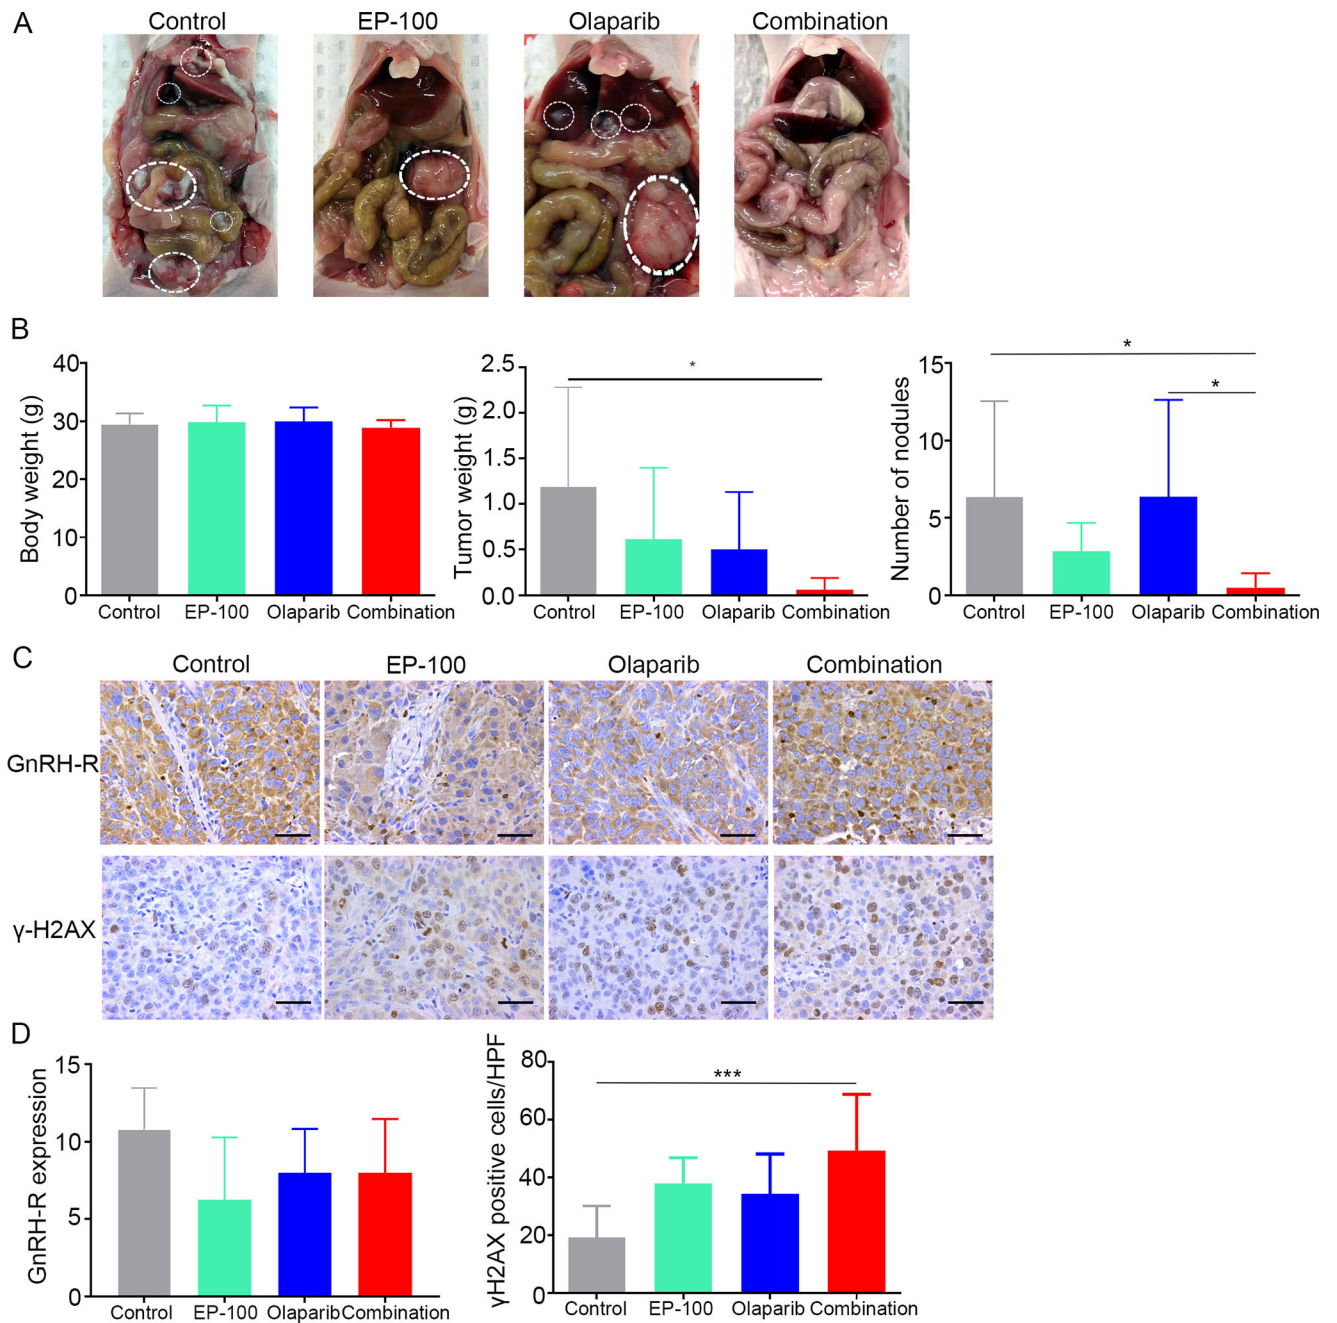 A
Control
EP-100
Olaparib
Combination
B
Body weight (g)
40
30
20
10
0
Control
EP-100
Olaparib
Combination
Tumor weight (g)
2.5
2.0
1.5
1.0
0.5
0.0
*
Control
EP-100
Olaparib
Combination
Number of nodules
15
10
5
0
*
*
Control
EP-100
Olaparib
Combination
C
Control
EP-100
Olaparib
Combination
GnRH-R
γ-H2AX
D
GnRH-R expression
15
10
5
0
Control
EP-100
Olaparib
Combination
γH2AX positive cells/HPF
80
60
40
20
0
***
Control
EP-100
Olaparib
Combination